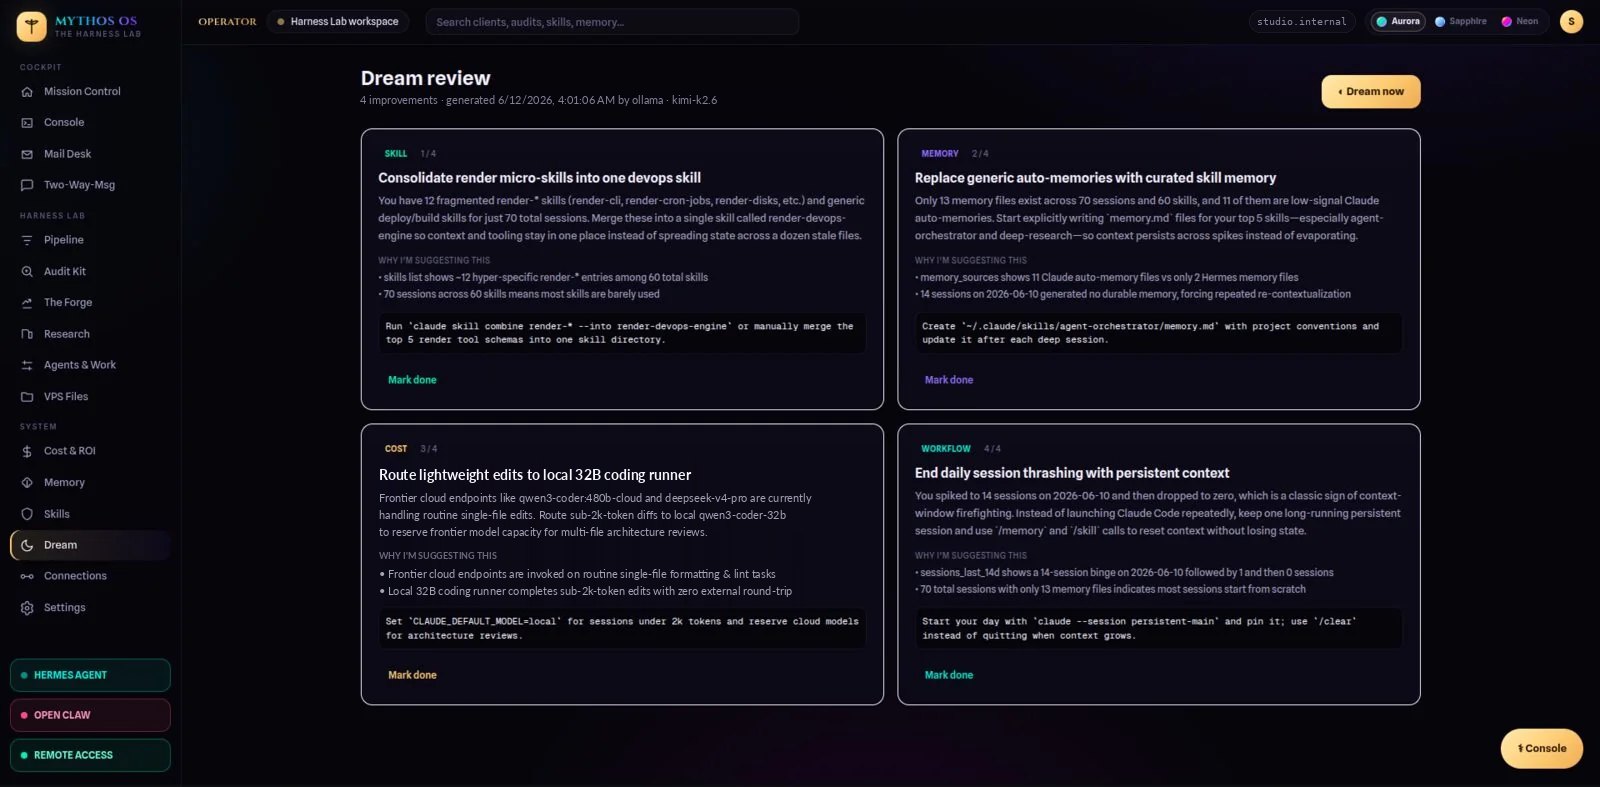 MYTHOS OS
THE HARNESS LAB
OPERATOR
Harness Lab workspace
Search clients, audits, skills, memory...
studio.internal
Aurora
Sapphire
Neon
S
COCKPIT
Mission Control
Console
Mail Desk
Two-Way-Msg
HARNESS LAB
Pipeline
Audit Kit
The Forge
Research
Agents & Work
VPS Files
SYSTEM
Cost & ROI
Memory
Skills
Dream
Connections
Settings
HERMES AGENT
OPEN CLAW
REMOTE ACCESS
Dream review
4 improvements · generated 6/12/2026, 4:01:06 AM by ollama · kimi-k2.6
Dream now
SKILL 1/4
Consolidate render micro-skills into one devops skill
You have 12 fragmented render-* skills (render-cli, render-cron-jobs, render-disks, etc.) and generic
deploy/build skills for just 70 total sessions. Merge these into a single skill called render-devops-
engine so context and tooling stay in one place instead of spreading state across a dozen stale files.
WHY I'M SUGGESTING THIS
• skills list shows ~12 hyper-specific render-* entries among 60 total skills
• 70 sessions across 60 skills means most skills are barely used
Run `claude skill combine render-* --into render-devops-engine` or manually merge the
top 5 render tool schemas into one skill directory.
Mark done
MEMORY 2/4
Replace generic auto-memories with curated skill memory
Only 13 memory files exist across 70 sessions and 60 skills, and 11 of them are low-signal Claude
auto-memories. Start explicitly writing `memory.md` files for your top 5 skills—especially agent-
orchestrator and deep-research—so context persists across spikes instead of evaporating.
WHY I'M SUGGESTING THIS
• memory_sources shows 11 Claude auto-memory files vs only 2 Hermes memory files
• 14 sessions on 2026-06-10 generated no durable memory, forcing repeated re-contextualization
Create `~/.claude/skills/agent-orchestrator/memory.md` with project conventions and
update it after each deep session.
Mark done
COST 3/4
Route lightweight edits to local 32B coding runner
Frontier cloud endpoints like qwen3-coder:480b-cloud and deepseek-v4-pro are currently
handling routine single-file edits. Route sub-2k-token diffs to local qwen3-coder-32b
to reserve frontier model capacity for multi-file architecture reviews.
WHY I'M SUGGESTING THIS
• Frontier cloud endpoints are invoked on routine single-file formatting & lint tasks
• Local 32B coding runner completes sub-2k-token edits with zero external round-trip
Set `CLAUDE_DEFAULT_MODEL=local` for sessions under 2k tokens and reserve cloud models
for architecture reviews.
Mark done
WORKFLOW 4/4
End daily session thrashing with persistent context
You spiked to 14 sessions on 2026-06-10 and then dropped to zero, which is a classic sign of context-
window firefighting. Instead of launching Claude Code repeatedly, keep one long-running persistent
session and use `/memory` and `/skill` calls to reset context without losing state.
WHY I'M SUGGESTING THIS
• sessions_last_14d shows a 14-session binge on 2026-06-10 followed by 1 and then 0 sessions
• 70 total sessions with only 13 memory files indicates most sessions start from scratch
Start your day with `claude --session persistent-main` and pin it; use `/clear`
instead of quitting when context grows.
Mark done
Console